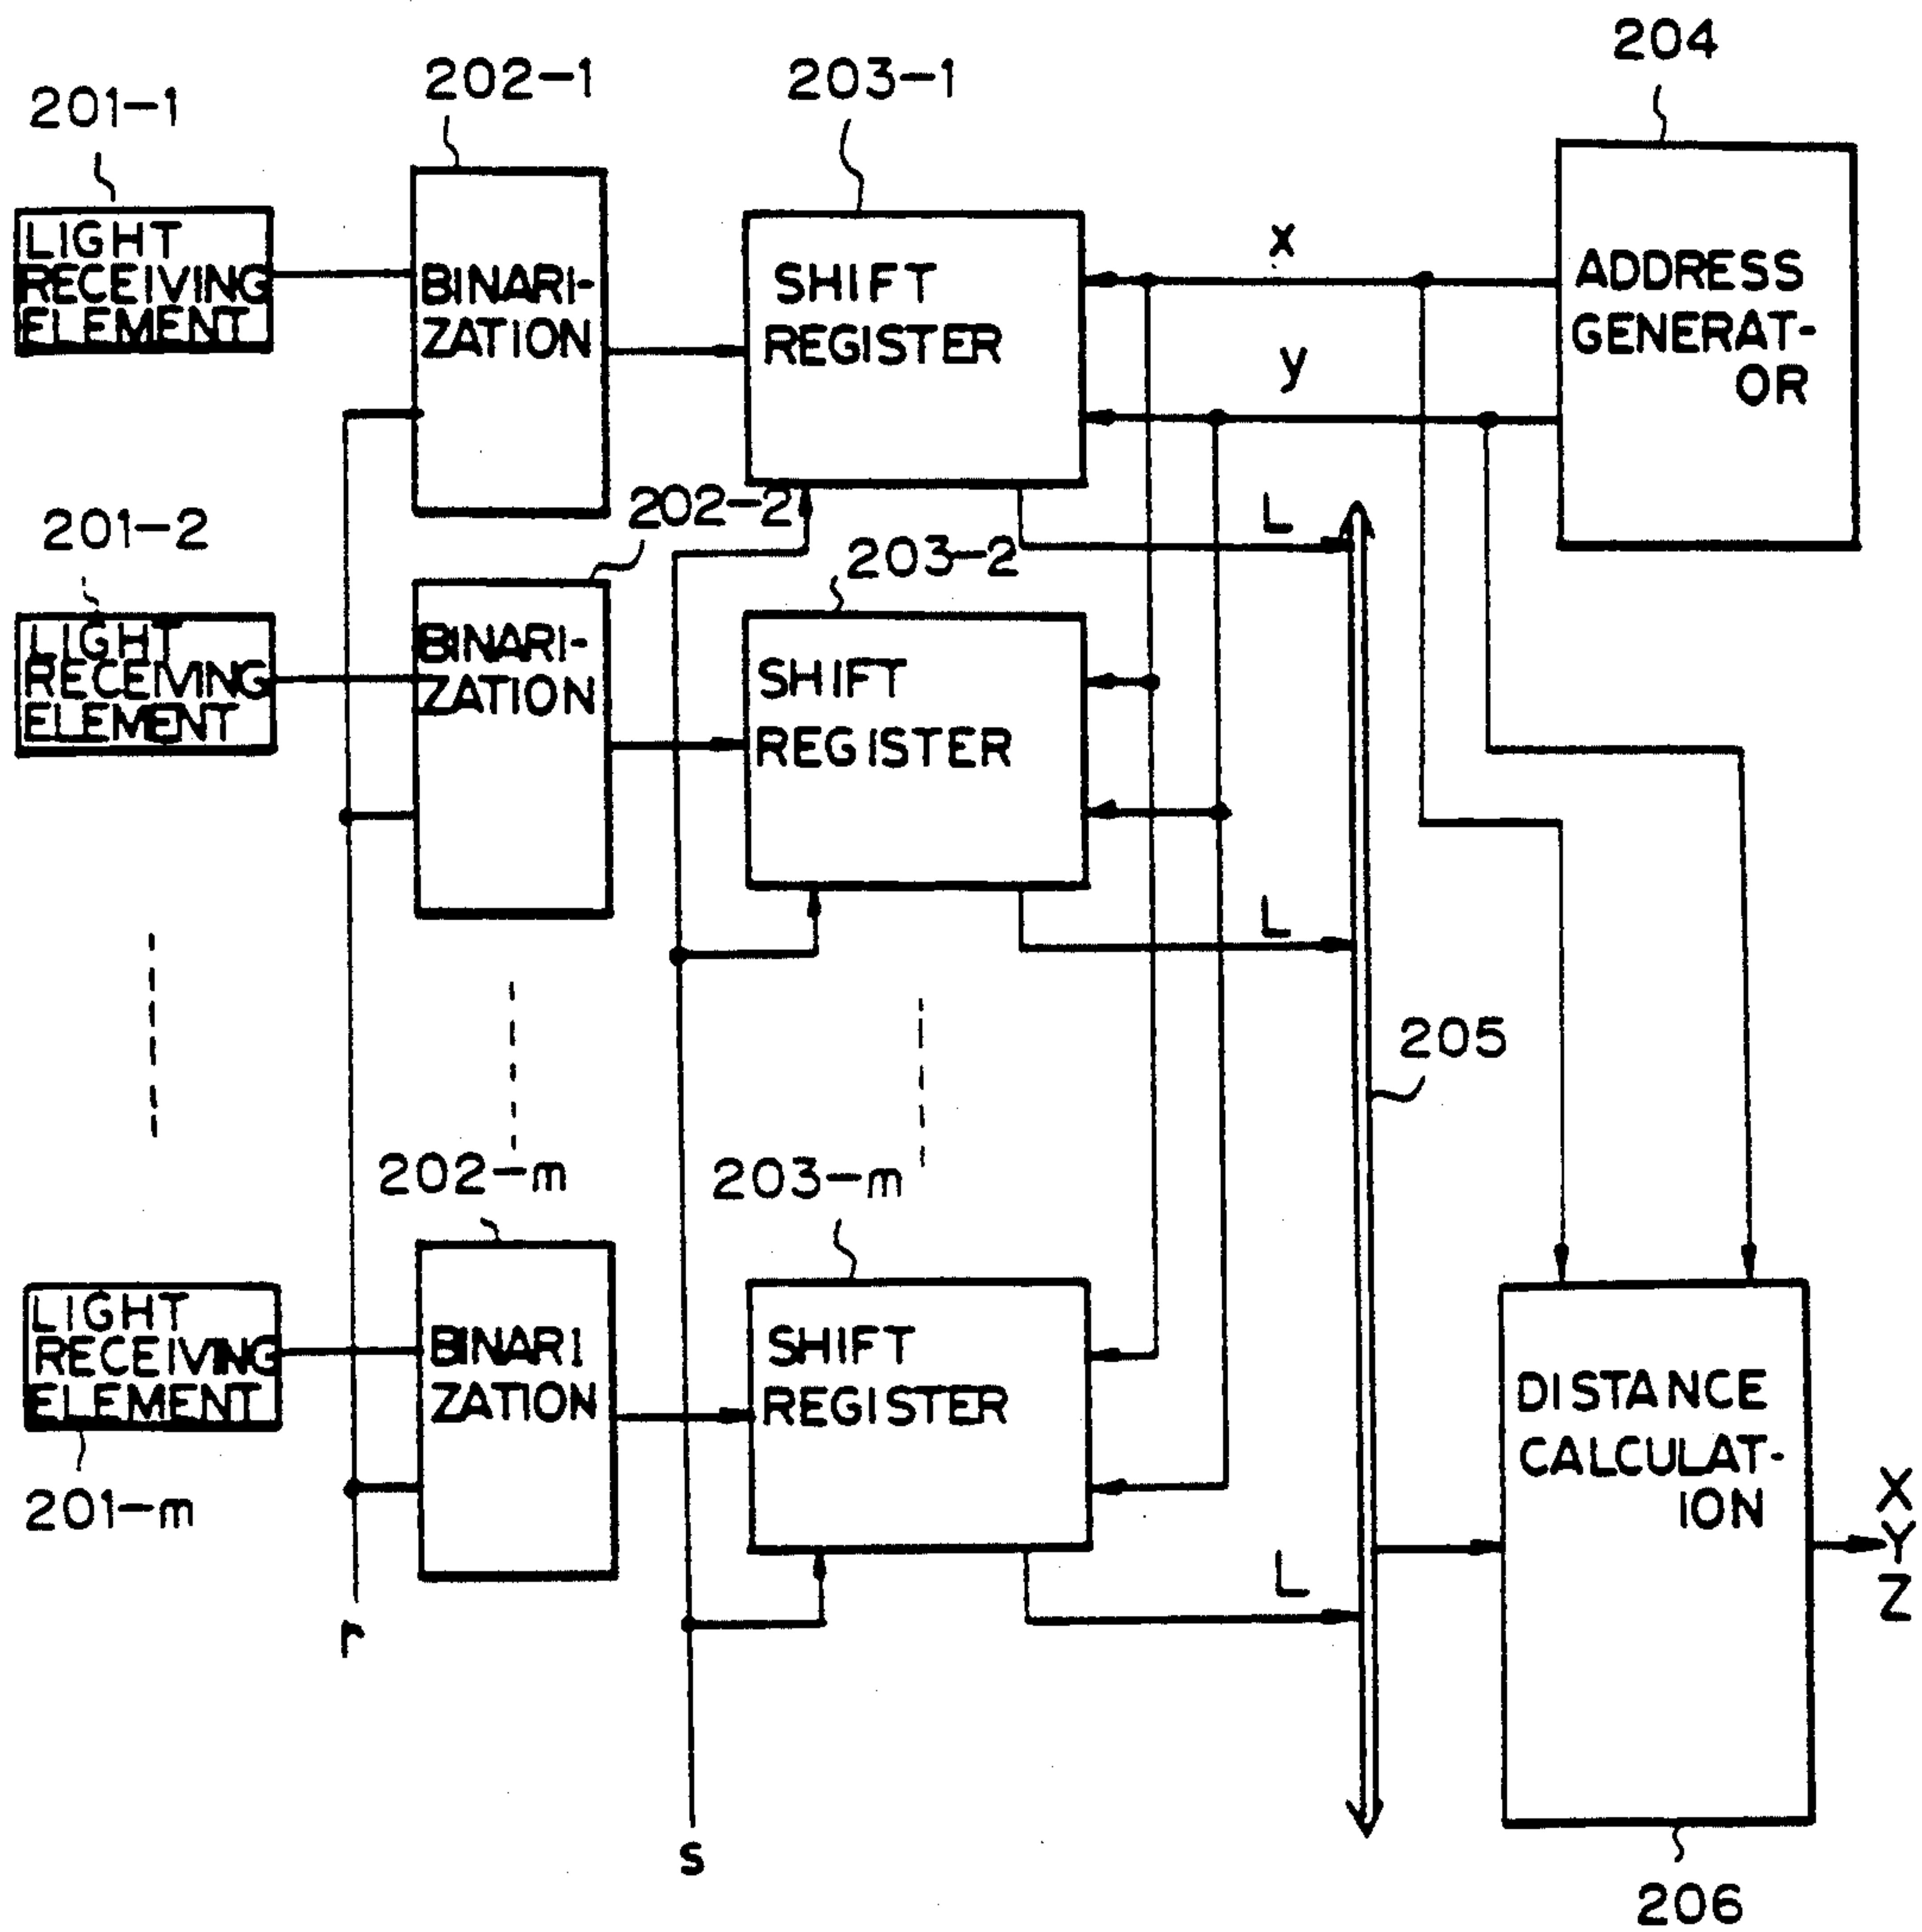 204
202-1
203-1
201-1
LIGHT
RECEIVING
ELEMENT
BINARI-
ZATION
SHIFT
REGISTER
x
y
ADDRESS
GENERAT-
OR
202-2
L
201-2
203-2
LIGHT
RECEIVING
ELEMENT
BINARI-
ZATION
SHIFT
REGISTER
L
205
202-m
203-m
LIGHT
RECEIVING
ELEMENT
BINARI
ZATION
SHIFT
REGISTER
DISTANCE
CALCULAT-
ION
X
Y
Z
201-m
L
r
s
206